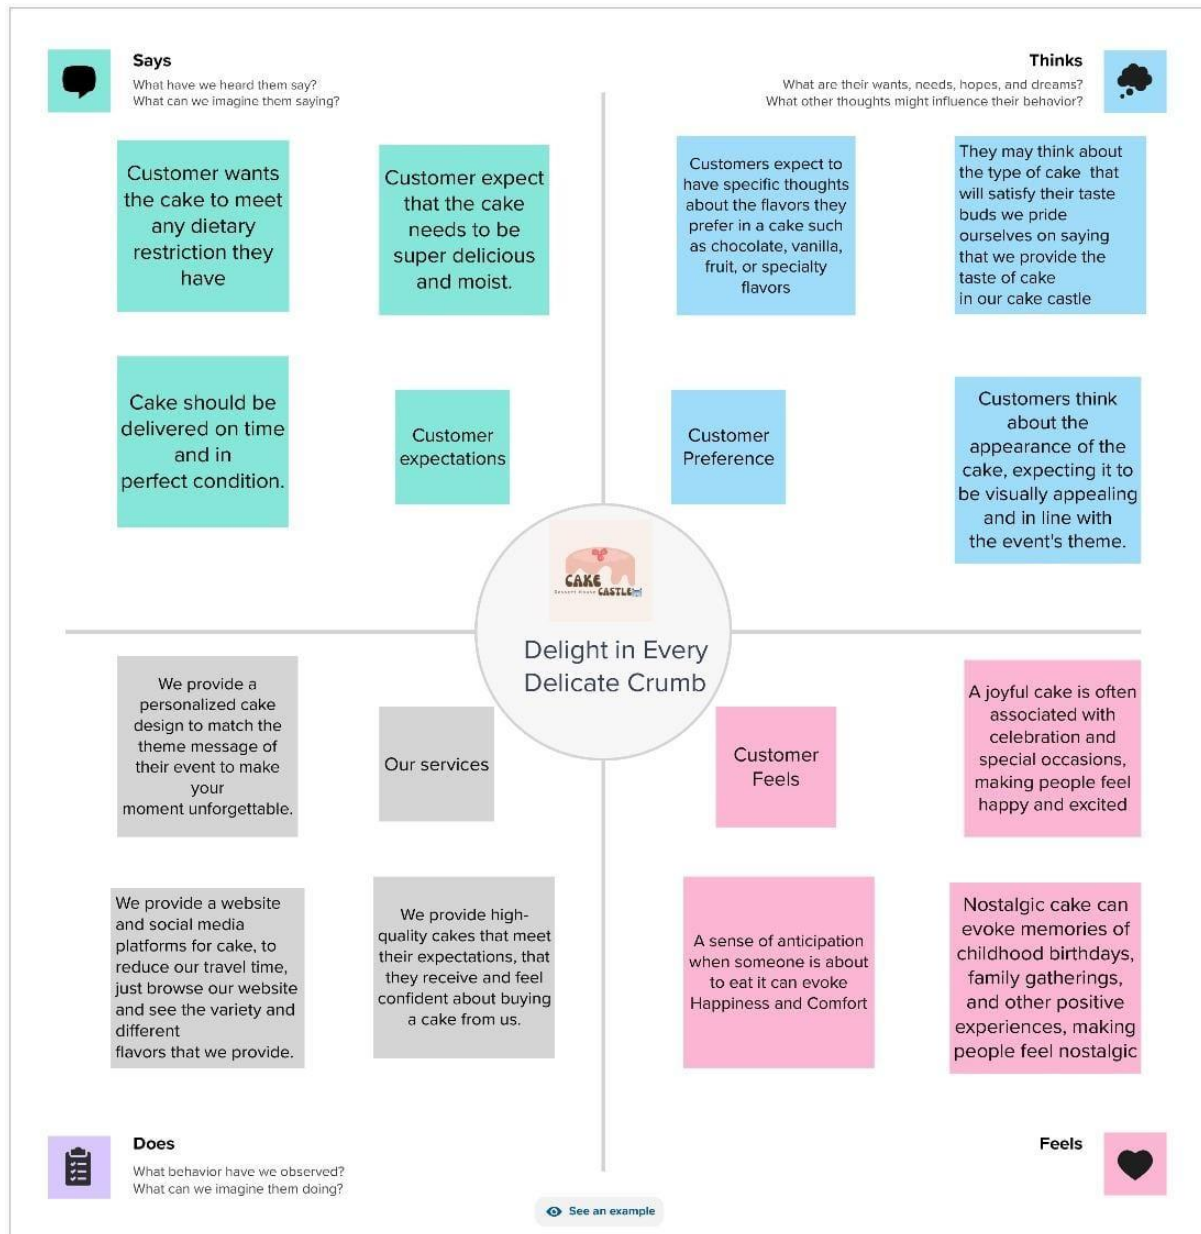 Says
What have we heard them say?
What can we imagine them saying?
Thinks
What are their wants, needs, hopes, and dreams?
What other thoughts might influence their behavior?
Customer wants
the cake to meet
any dietary
restriction they
have
Customer expect
that the cake
needs to be
super delicious
and moist.
Customers expect to
have specific thoughts
about the flavors they
prefer in a cake such
as chocolate, vanilla,
fruit, or specialty
flavors
They may think about
the type of cake that
will satisfy their taste
buds we pride
ourselves on saying
that we provide the
taste of cake
in our cake castle
Cake should be
delivered on time
and in
perfect condition.
Customer
expectations
Customer
Preference
Customers think
about the
appearance of the
cake, expecting it to
be visually appealing
and in line with
the event's theme.
CAKE
Dessert House CASTLE
Delight in Every
Delicate Crumb
We provide a
personalized cake
design to match the
theme message of
their event to make
your
moment unforgettable.
Our services
Customer
Feels
A joyful cake is often
associated with
celebration and
special occasions,
making people feel
happy and excited
We provide a website
and social media
platforms for cake, to
reduce our travel time,
just browse our website
and see the variety and
different
flavors that we provide.
We provide high-
quality cakes that meet
their expectations, that
they receive and feel
confident about buying
a cake from us.
A sense of anticipation
when someone is about
to eat it can evoke
Happiness and Comfort
Nostalgic cake can
evoke memories of
childhood birthdays,
family gatherings,
and other positive
experiences, making
people feel nostalgic
Does
What behavior have we observed?
What can we imagine them doing?
Feels
See an example